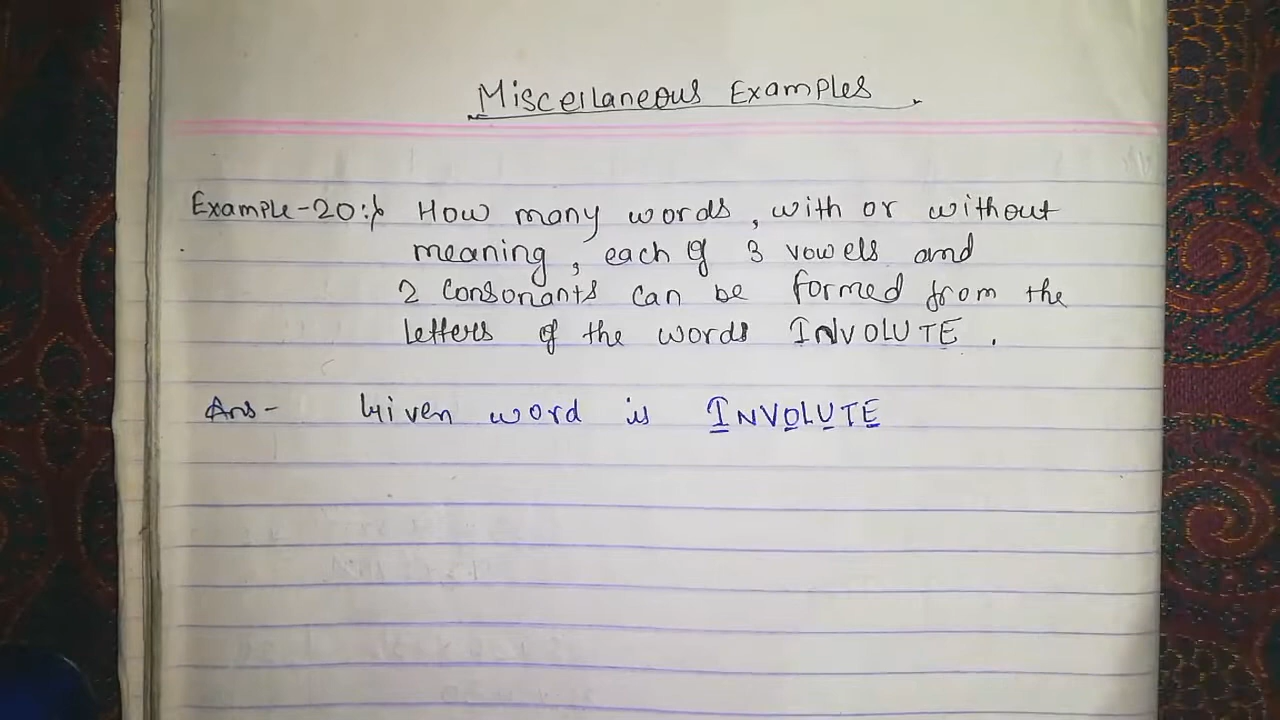 Miscellaneous Examples
Example-20: How many words, with or without
meaning, each of 3 vowels and
2 Consonants can be formed from the
letters of the words INVOLUTE.
Ans- Given word is INVOLUTE